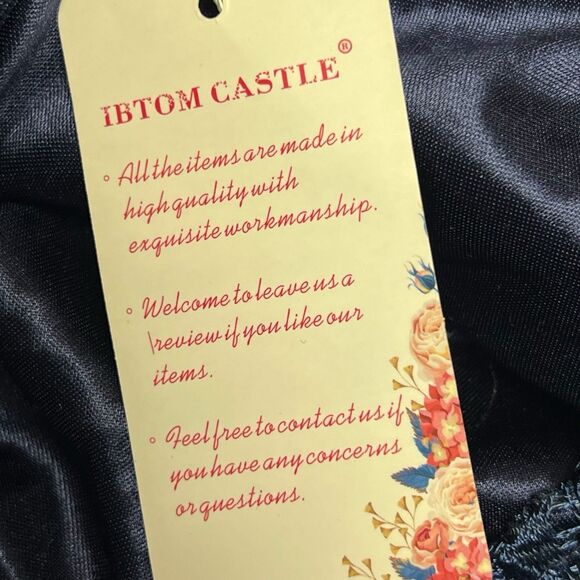 IBTOM CASTLE®
◦ All the items are made in
high quality with
exquisite workmanship.
◦ Welcome to leave us a
\review if you like our
items.
◦ Feel free to contact us if
you have any concerns
or questions.